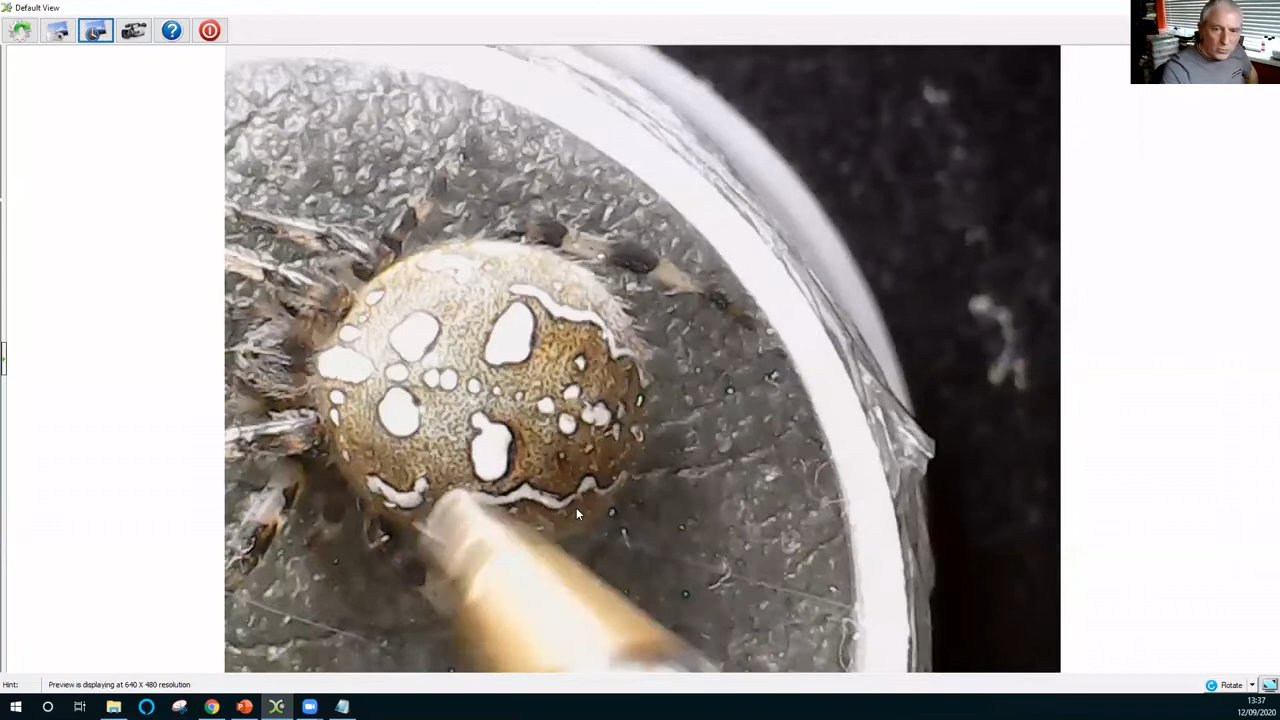 Default View
Hint: Preview is displaying at 640 X 480 resolution
Rotate
13:37
12/09/2020